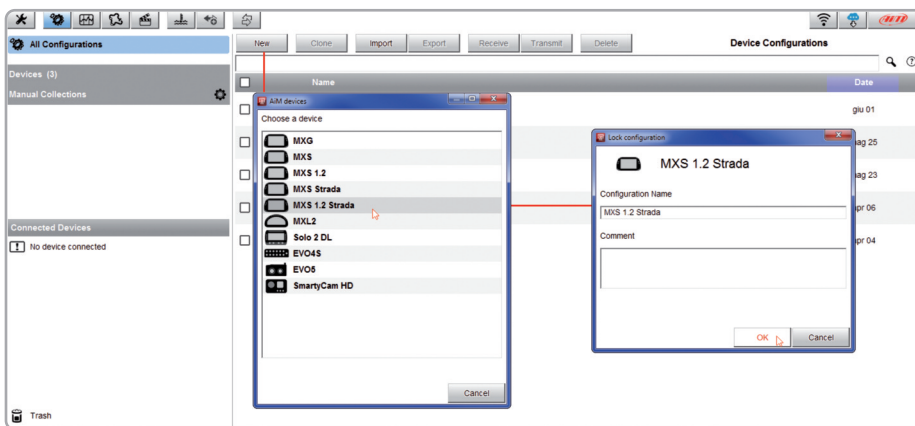 AiM
All Configurations
New Clone Import Export Receive Transmit Delete Device Configurations
Devices (3)
Manual Collections
Name Date
AiM devices
Choose a device
MXG
MXS
MXS 1.2
MXS Strada
MXS 1.2 Strada
MXL2
Solo 2 DL
EVO4S
EVO5
SmartyCam HD
Cancel
Lock configuration
MXS 1.2 Strada
Configuration Name
MXS 1.2 Strada
Comment
OK Cancel
giu 01
mag 25
mag 23
apr 06
apr 04
Connected Devices
No device connected
Trash